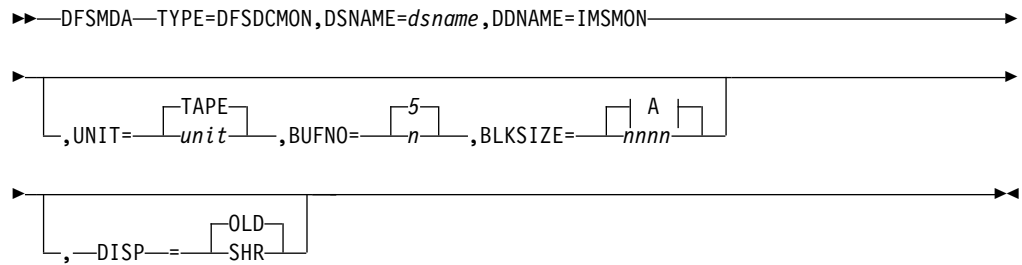 DFSMDA TYPE=DFSDCMON,DSNAME=dsname,DDNAME=IMSMON
TAPE 5 A
,UNIT= unit ,BUFNO= n ,BLKSIZE= nnnn
OLD
, DISP = SHR